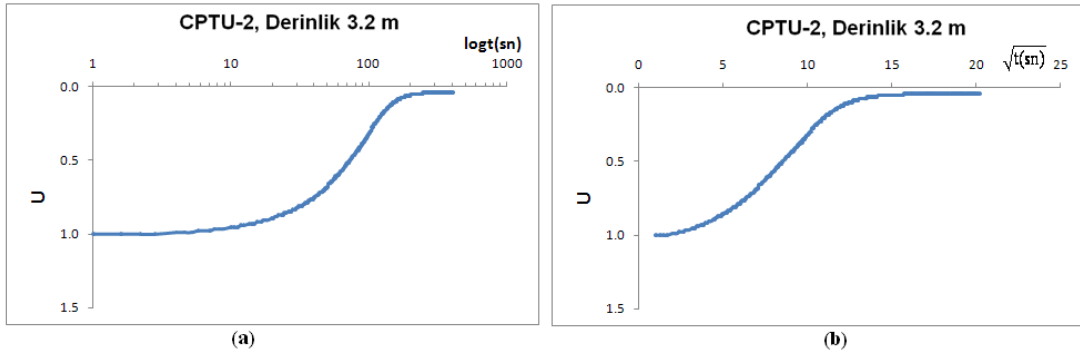 CPTU-2, Derinlik 3.2 m
logt(sn)
1 10 100 1000
0.0
0.5
U
1.0
1.5
(a)
CPTU-2, Derinlik 3.2 m
0 5 10 15 20 √t(sn) 25
0.0
0.5
U
1.0
1.5
(b)